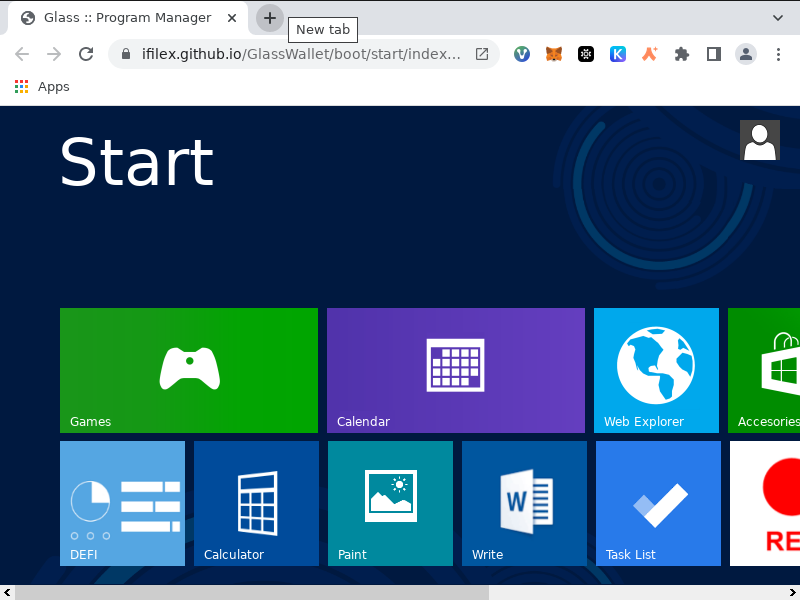 Glass :: Program Manager
New tab
ifilex.github.io/GlassWallet/boot/start/index...
Apps
Start
Games
Calendar
Web Explorer
Accesories
DEFI
Calculator
Paint
W
Write
Task List
RE